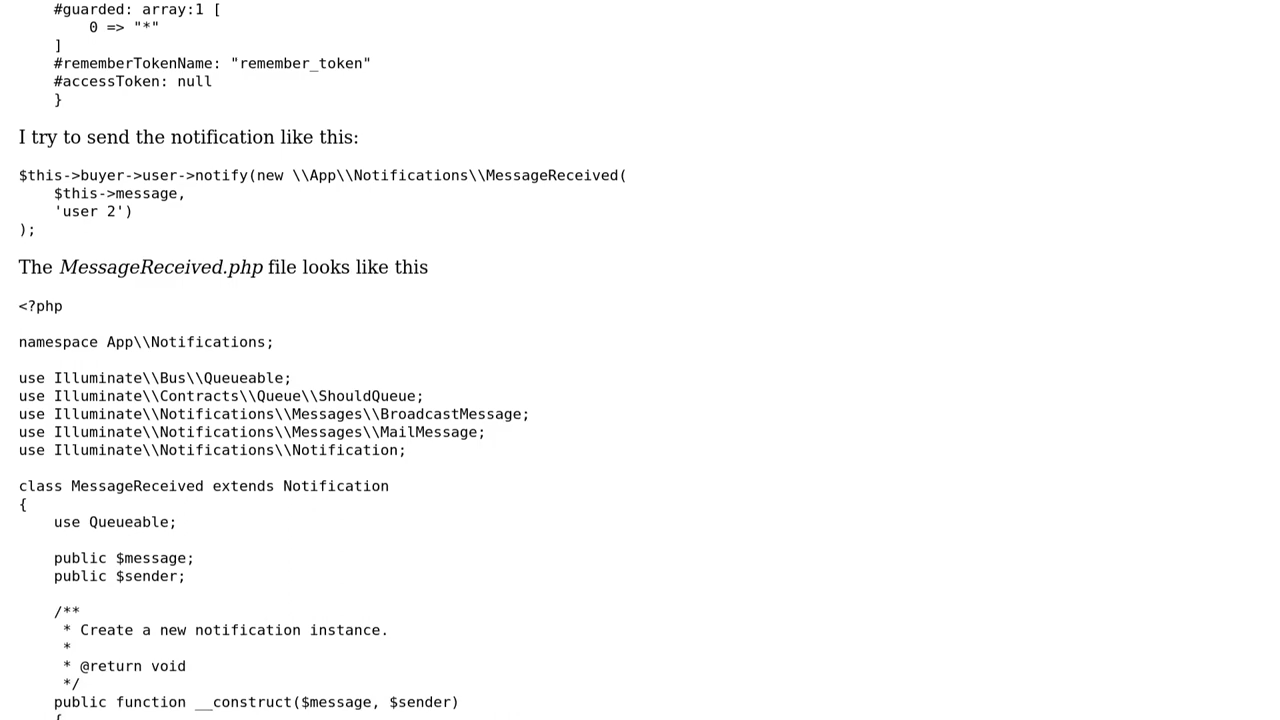 #guarded: array:1 [
0 => "*"
]
#rememberTokenName: "remember_token"
#accessToken: null
}
I try to send the notification like this:
$this->buyer->user->notify(new \\App\\Notifications\\MessageReceived(
$this->message,
'user 2')
);
The MessageReceived.php file looks like this
<?php
namespace App\\Notifications;
use Illuminate\\Bus\\Queueable;
use Illuminate\\Contracts\\Queue\\ShouldQueue;
use Illuminate\\Notifications\\Messages\\BroadcastMessage;
use Illuminate\\Notifications\\Messages\\MailMessage;
use Illuminate\\Notifications\\Notification;
class MessageReceived extends Notification
{
use Queueable;
public $message;
public $sender;
/**
* Create a new notification instance.
*
* @return void
*/
public function __construct($message, $sender)
{